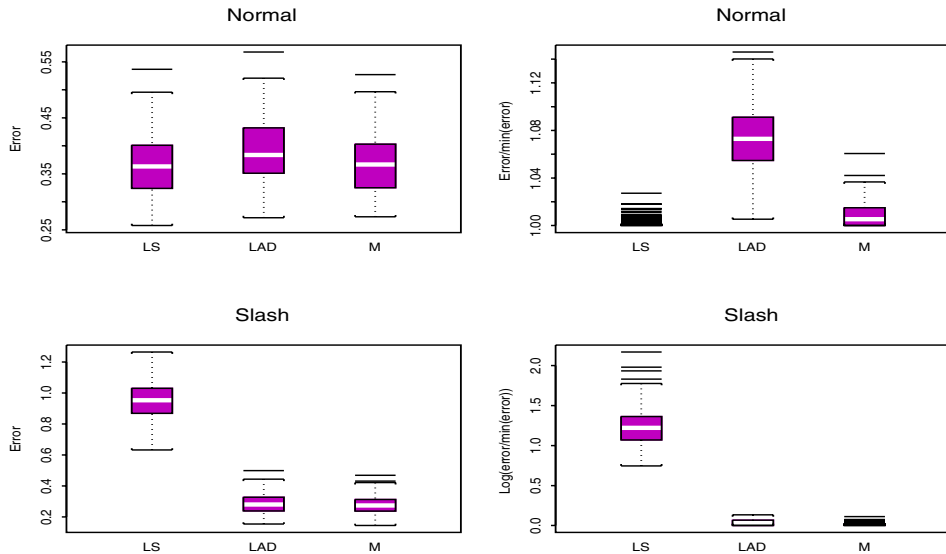 Normal
Error
0.25 0.35 0.45 0.55
LS LAD M
Normal
Error/min(error)
1.00 1.04 1.08 1.12
LS LAD M
Slash
Error
0.2 0.4 0.6 0.8 1.0 1.2
LS LAD M
Slash
Log(error/min(error))
0.0 0.5 1.0 1.5 2.0
LS LAD M